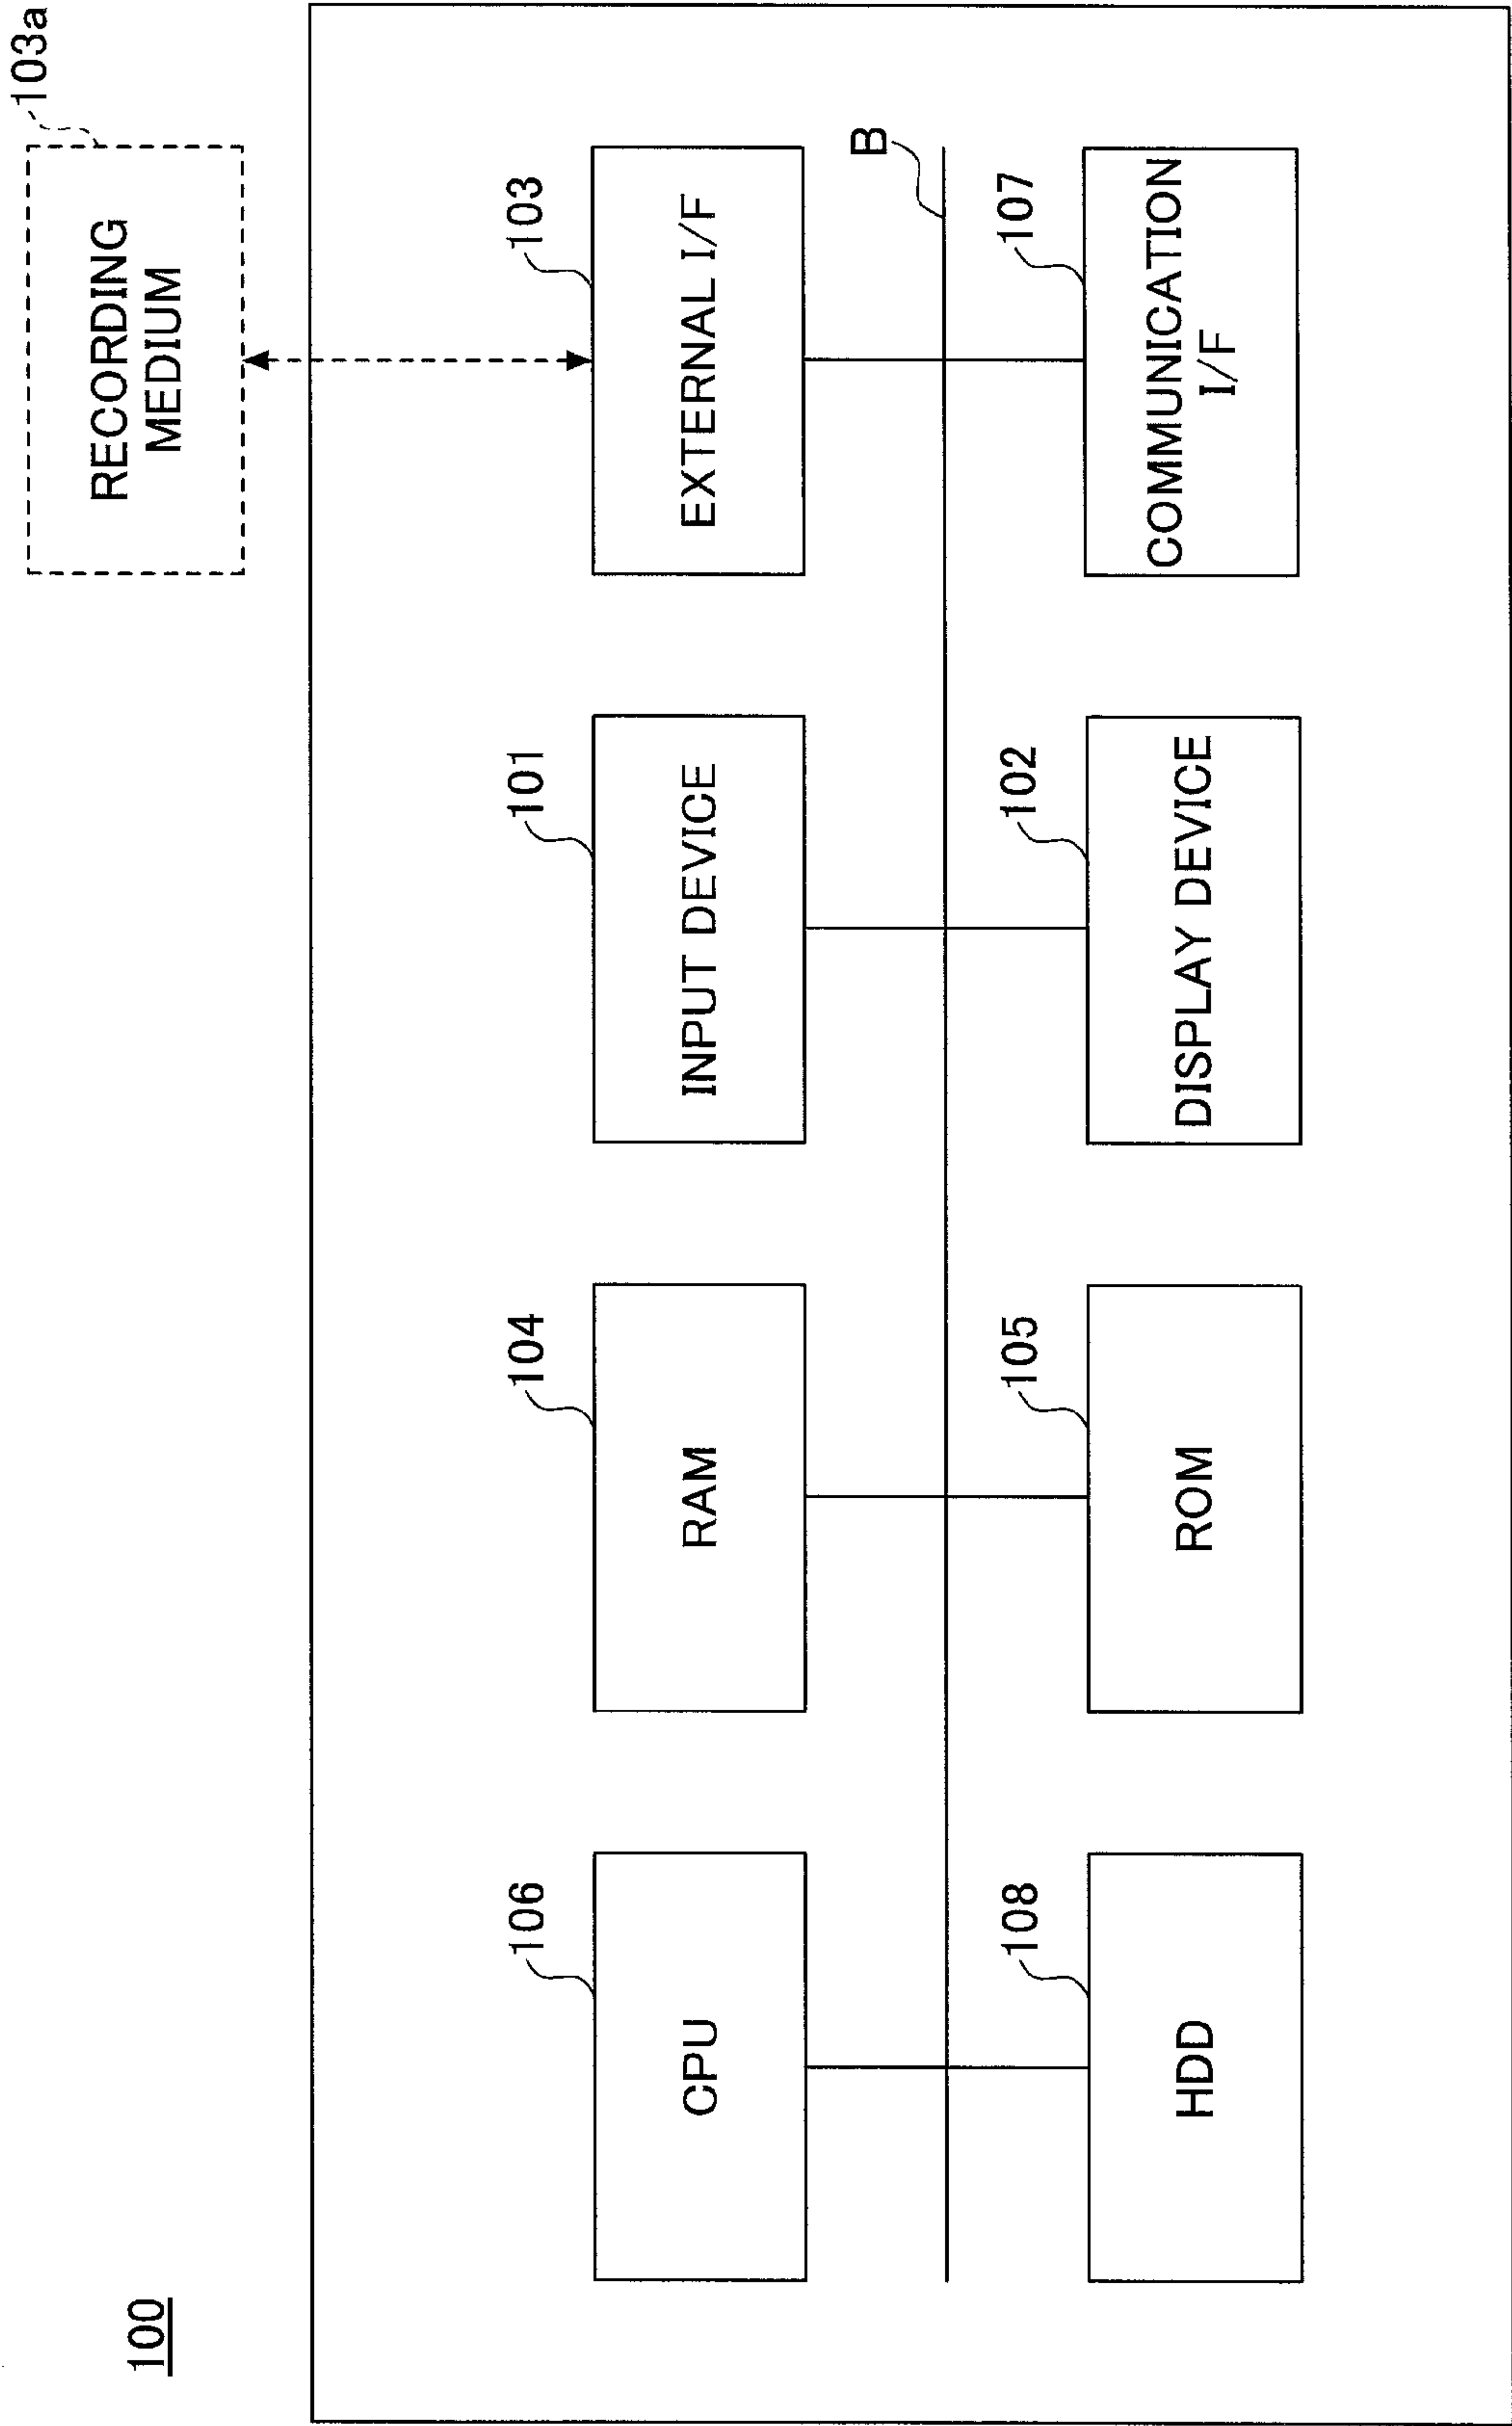 100
103a
RECORDING
MEDIUM
106
104
101
103
CPU
RAM
INPUT DEVICE
EXTERNAL I/F
B
108
105
102
107
HDD
ROM
DISPLAY DEVICE
COMMUNICATION
I/F